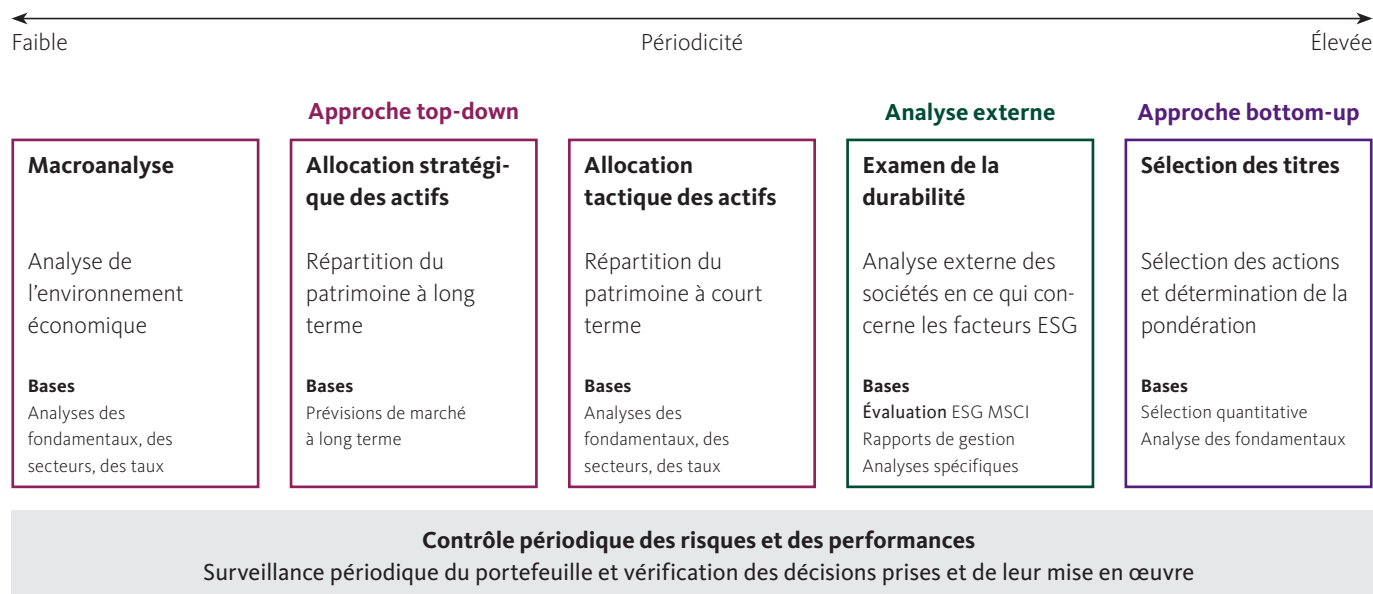 Faible
Périodicité
Élevée
Approche top-down
Analyse externe
Approche bottom-up
Macroanalyse
Analyse de
l’environnement
économique
Bases
Analyses des
fondamentaux, des
secteurs, des taux
Allocation stratégi-
que des actifs
Répartition du
patrimoine à long
terme
Bases
Prévisions de marché
à long terme
Allocation
tactique des actifs
Répartition du
patrimoine à court
terme
Bases
Analyses des
fondamentaux, des
secteurs, des taux
Examen de la
durabilité
Analyse externe des
sociétés en ce qui con-
cerne les facteurs ESG
Bases
Évaluation ESG MSCI
Rapports de gestion
Analyses spécifiques
Sélection des titres
Sélection des actions
et détermination de la
pondération
Bases
Sélection quantitative
Analyse des fondamentaux
Contrôle périodique des risques et des performances
Surveillance périodique du portefeuille et vérification des décisions prises et de leur mise en œuvre